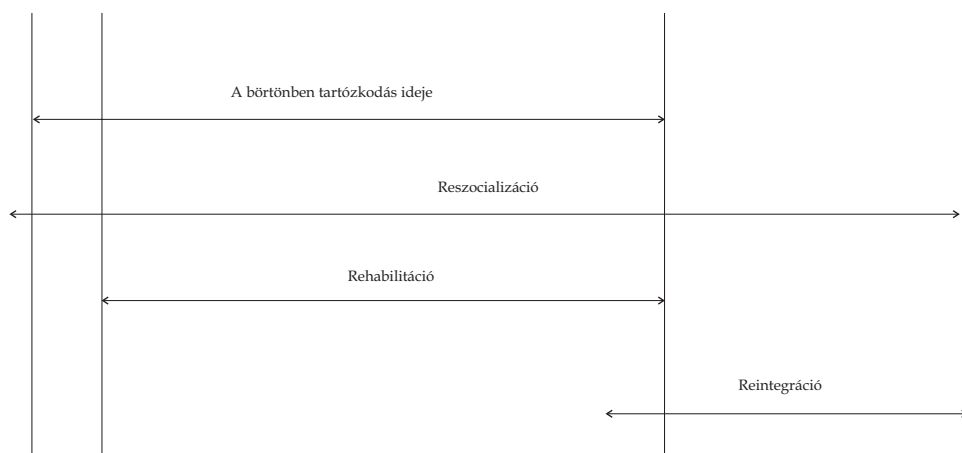 A börtönben tartózkodás ideje
Reszocializáció
Rehabilitáció
Reintegráció